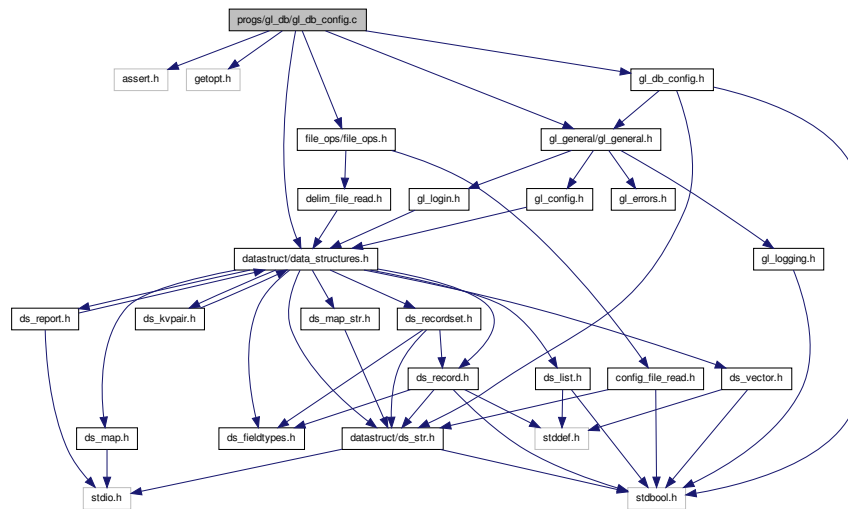 progs/gl_db/gl_db_config.c
assert.h
getopt.h
gl_db_config.h
file_ops/file_ops.h
gl_general/gl_general.h
delim_file_read.h
gl_login.h
gl_config.h
gl_errors.h
datastruct/data_structures.h
gl_logging.h
ds_report.h
ds_kvpair.h
ds_map_str.h
ds_recordset.h
ds_record.h
ds_list.h
config_file_read.h
ds_vector.h
ds_map.h
ds_fieldtypes.h
datastruct/ds_str.h
stddef.h
stdio.h
stdbool.h